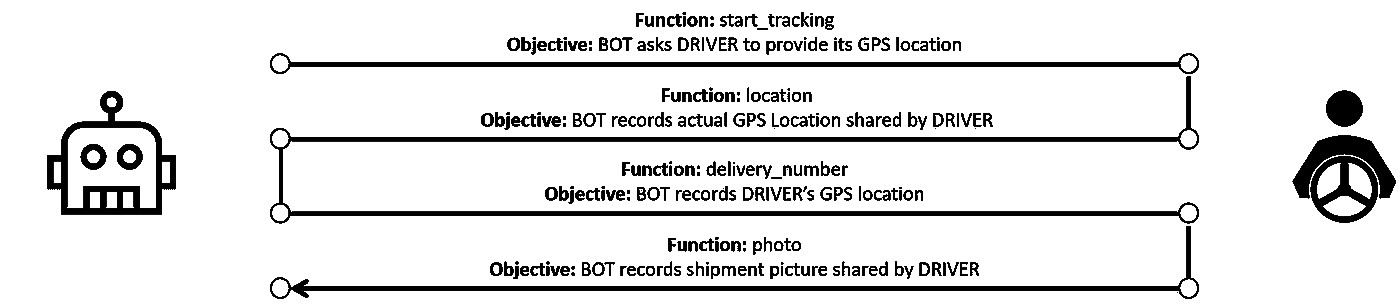 Function: start_tracking
Objective: BOT asks DRIVER to provide its GPS location
Function: location
Objective: BOT records actual GPS Location shared by DRIVER
Function: delivery_number
Objective: BOT records DRIVER's GPS location
Function: photo
Objective: BOT records shipment picture shared by DRIVER